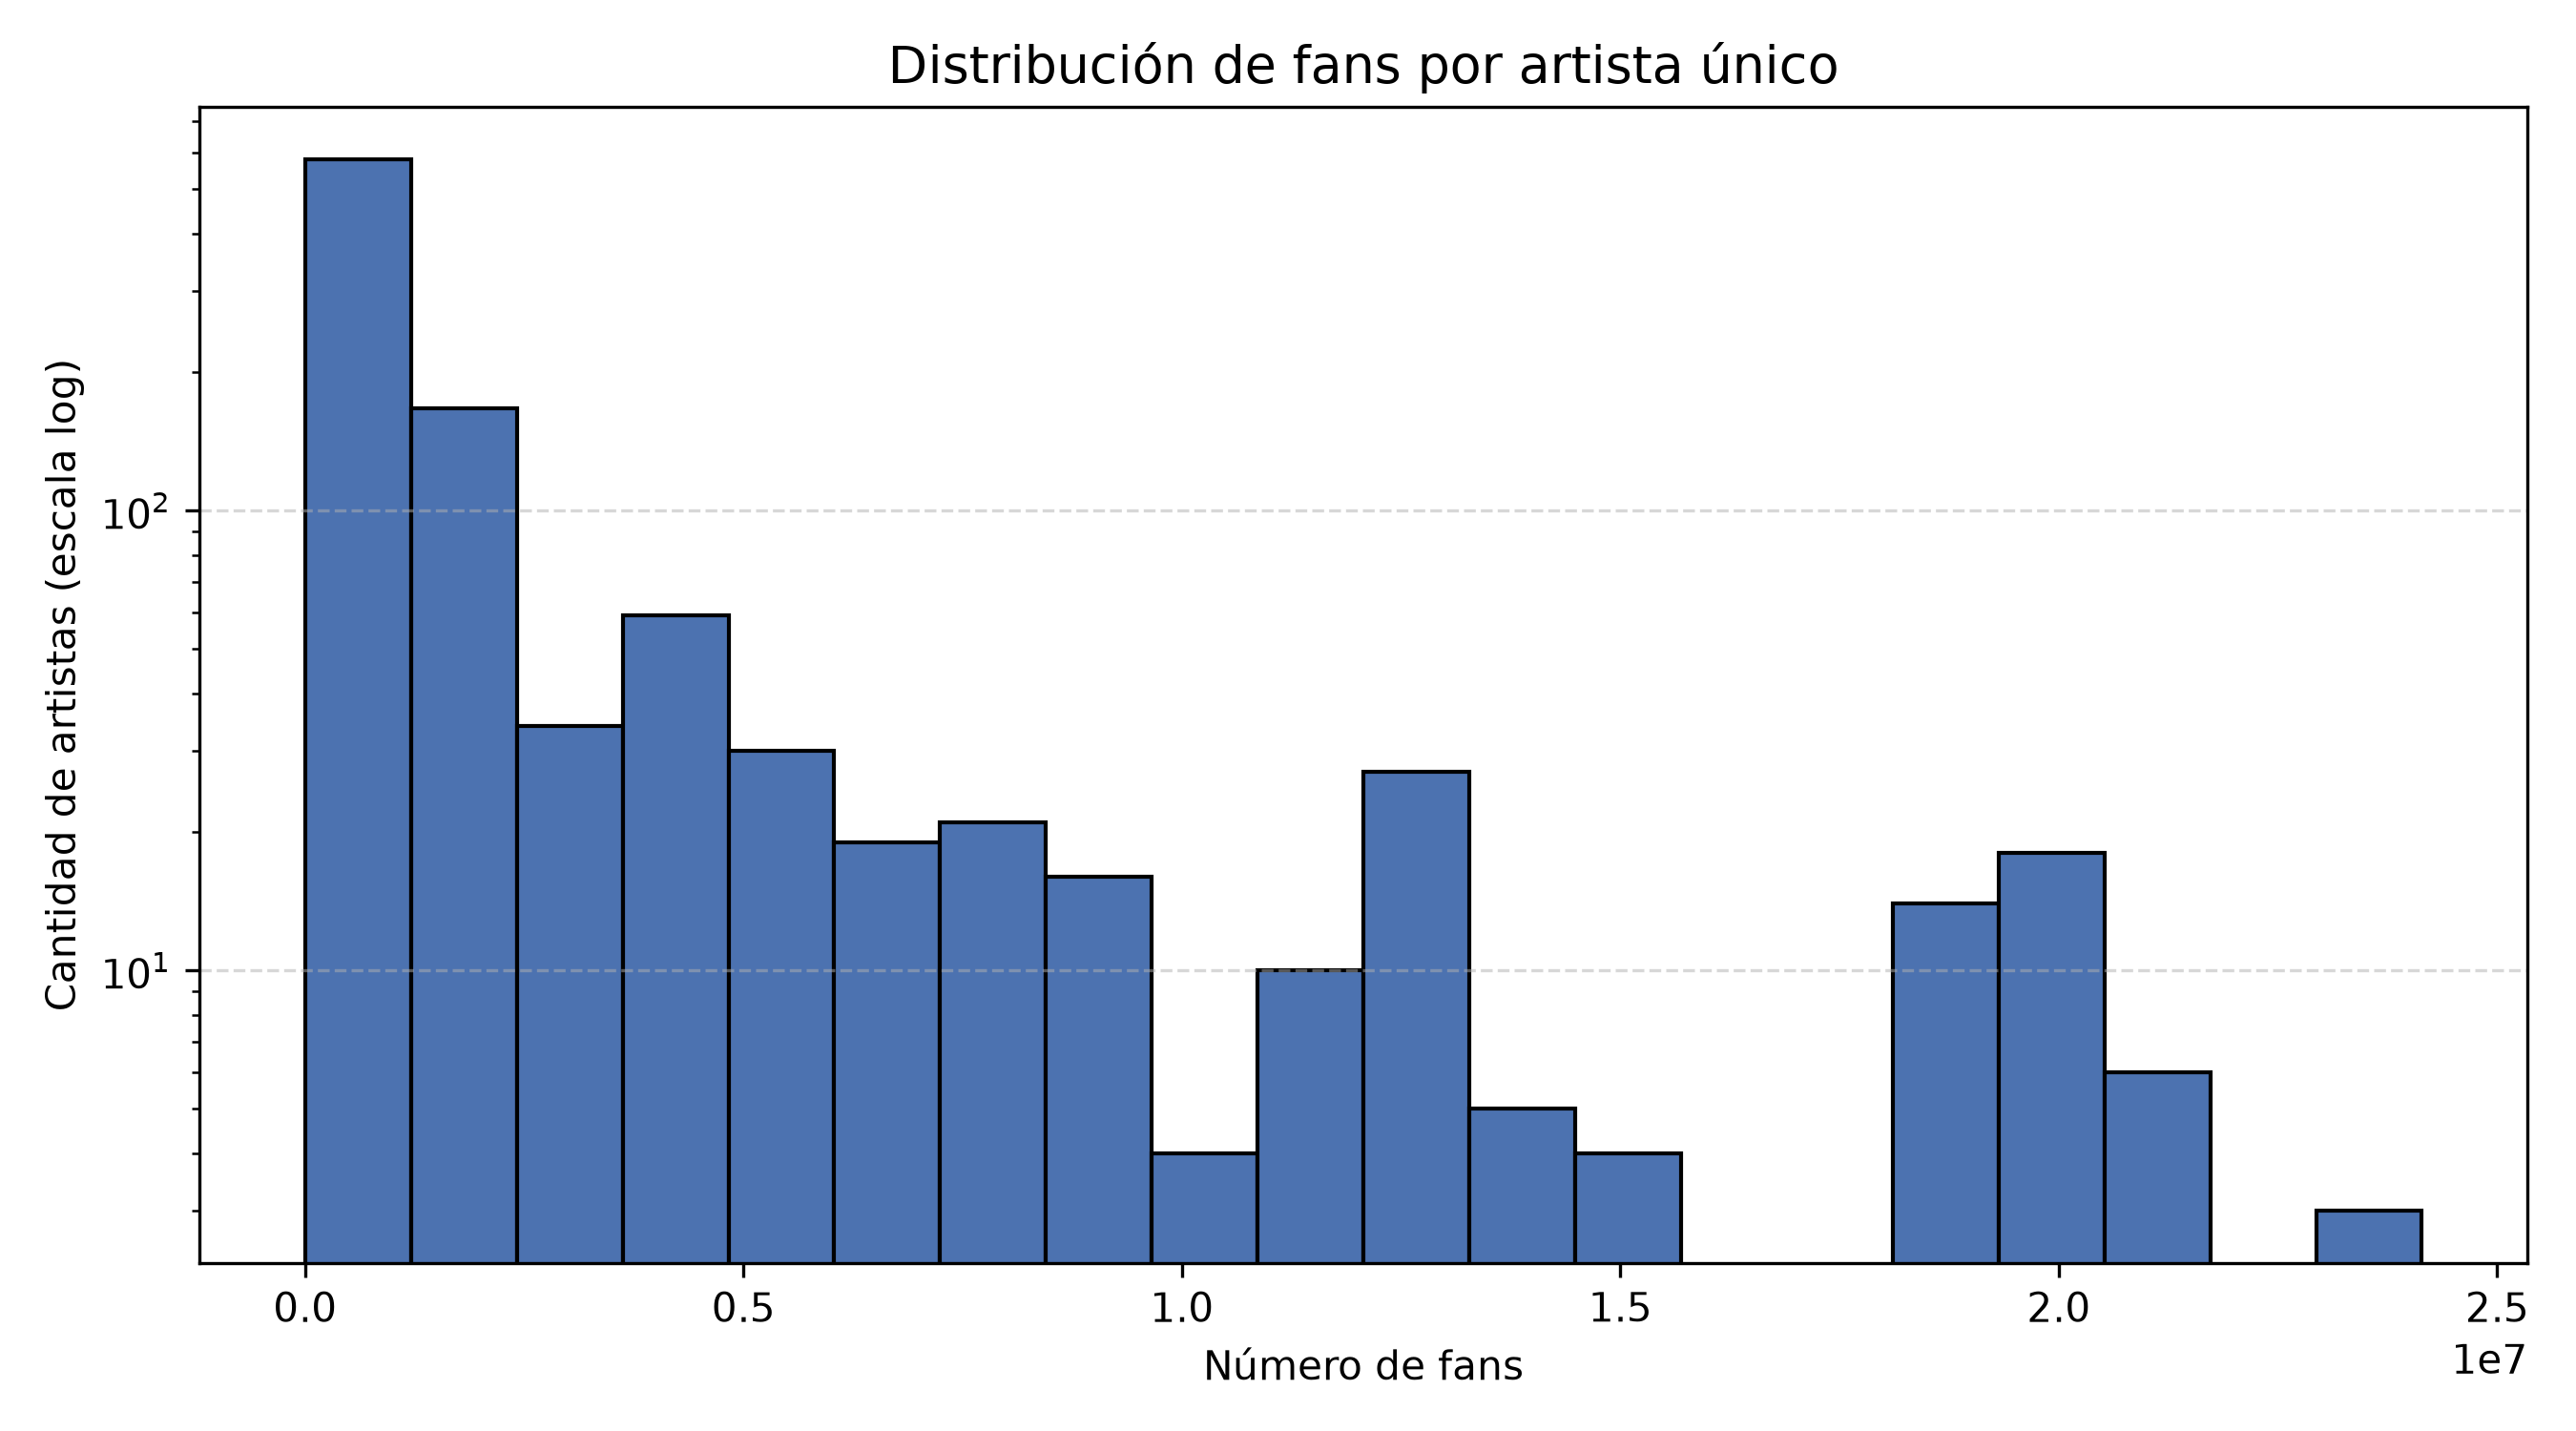 Distribución de fans por artista único
Cantidad de artistas (escala log)
10²
10¹
0.0 0.5 1.0 1.5 2.0 2.5
1e7
Número de fans